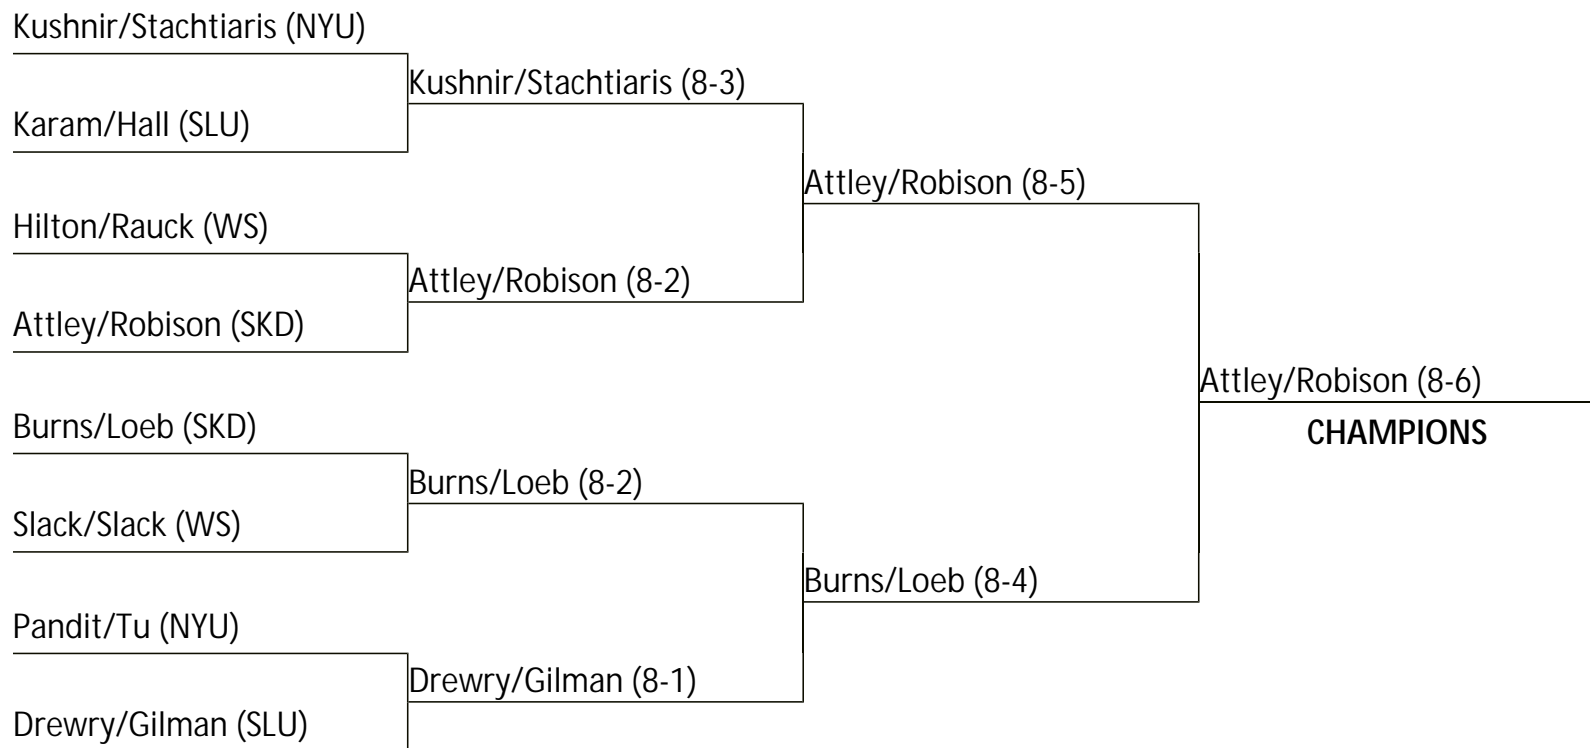 Kushnir/Stachtiaris (NYU)
Kushnir/Stachtiaris (8-3)
Karam/Hall (SLU)
Attley/Robison (8-5)
Hilton/Rauck (WS)
Attley/Robison (8-2)
Attley/Robison (SKD)
Attley/Robison (8-6)
CHAMPIONS
Burns/Loeb (SKD)
Burns/Loeb (8-2)
Slack/Slack (WS)
Burns/Loeb (8-4)
Pandit/Tu (NYU)
Drewry/Gilman (8-1)
Drewry/Gilman (SLU)